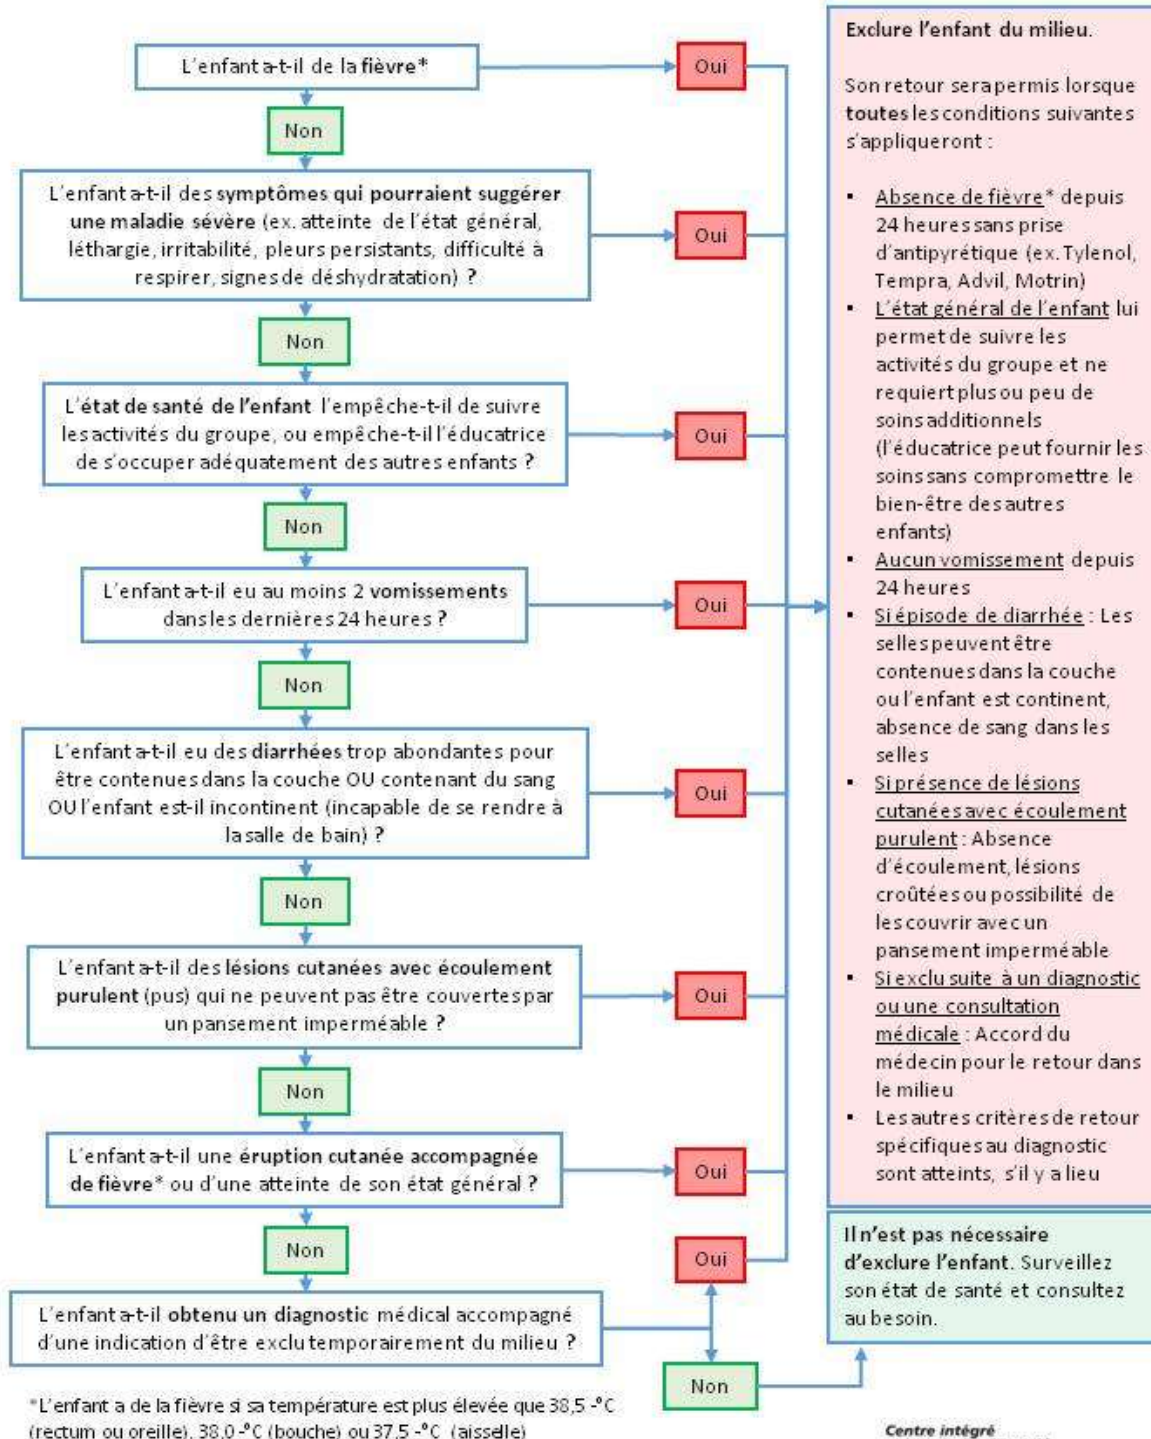 L'enfant a-t-il de la fièvre*
Oui
Non
L'enfant a-t-il des symptômes qui pourraient suggérer
une maladie sévère (ex. atteinte de l'état général,
léthargie, irritabilité, pleurs persistants, difficulté à
respirer, signes de déshydratation) ?
Oui
Non
L'état de santé de l'enfant l'empêche-t-il de suivre
les activités du groupe, ou empêche-t-il l'éducatrice
de s'occuper adéquatement des autres enfants ?
Oui
Non
L'enfant a-t-il eu au moins 2 vomissements
dans les dernières 24 heures ?
Oui
Non
L'enfant a-t-il eu des diarrhées trop abondantes pour
être contenues dans la couche OU contenant du sang
OU l'enfant est-il incontinent (incapable de se rendre à
la salle de bain) ?
Oui
Non
L'enfant a-t-il des lésions cutanées avec écoulement
purulent (pus) qui ne peuvent pas être couvertes par
un pansement imperméable ?
Oui
Non
L'enfant a-t-il une éruption cutanée accompagnée
de fièvre* ou d'une atteinte de son état général ?
Oui
Non
L'enfant a-t-il obtenu un diagnostic médical accompagné
d'une indication d'être exclu temporairement du milieu ?
Oui
Non
Exclure l'enfant du milieu.
Son retour sera permis lorsque
toutes les conditions suivantes
s'appliqueront :
▪ Absence de fièvre* depuis
24 heures sans prise
d'antipyrétique (ex. Tylenol,
Tempra, Advil, Motrin)
▪ L'état général de l'enfant lui
permet de suivre les
activités du groupe et ne
requiert plus ou peu de
soins additionnels
(l'éducatrice peut fournir les
soins sans compromettre le
bien-être des autres
enfants)
▪ Aucun vomissement depuis
24 heures
▪ Si épisode de diarrhée : Les
selles peuvent être
contenues dans la couche
ou l'enfant est continent,
absence de sang dans les
selles
▪ Si présence de lésions
cutanées avec écoulement
purulent : Absence
d'écoulement, lésions
croûtées ou possibilité de
les couvrir avec un
pansement imperméable
▪ Si exclu suite à un diagnostic
ou une consultation
médicale : Accord du
médecin pour le retour dans
le milieu
▪ Les autres critères de retour
spécifiques au diagnostic
sont atteints, s'il y a lieu
Il n'est pas nécessaire
d'exclure l'enfant. Surveillez
son état de santé et consultez
au besoin.
*L'enfant a de la fièvre si sa température est plus élevée que 38,5 -°C
(rectum ou oreille), 38,0 -°C (bouche) ou 37,5 -°C (aisselle)
Centre intégré